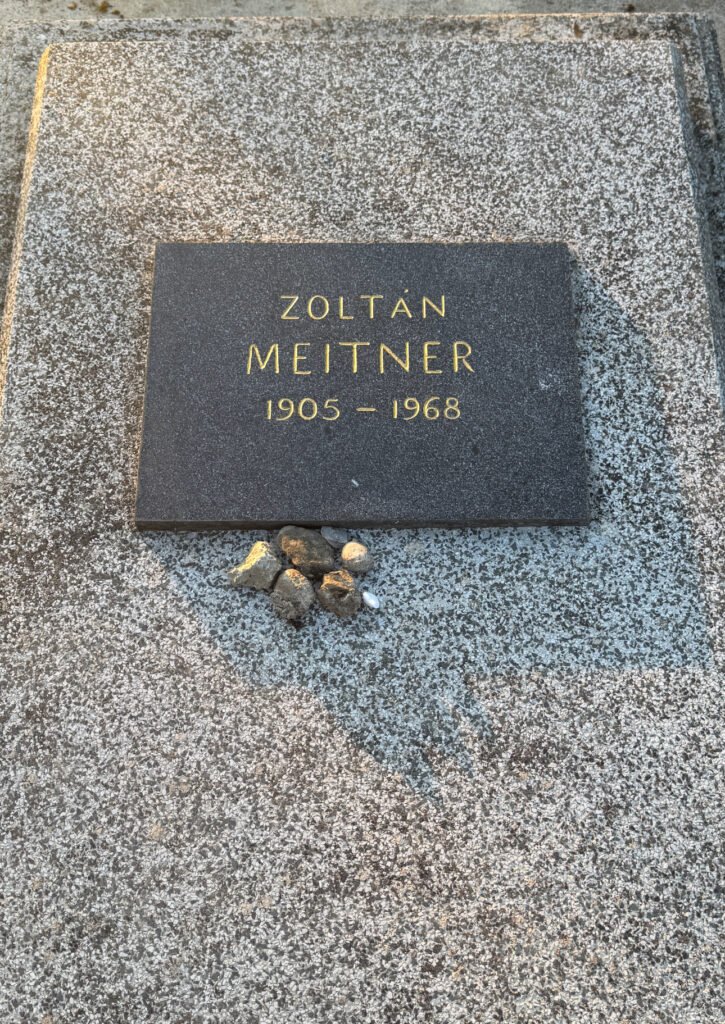 ZOLTÁN
MEITNER
1905 – 1968